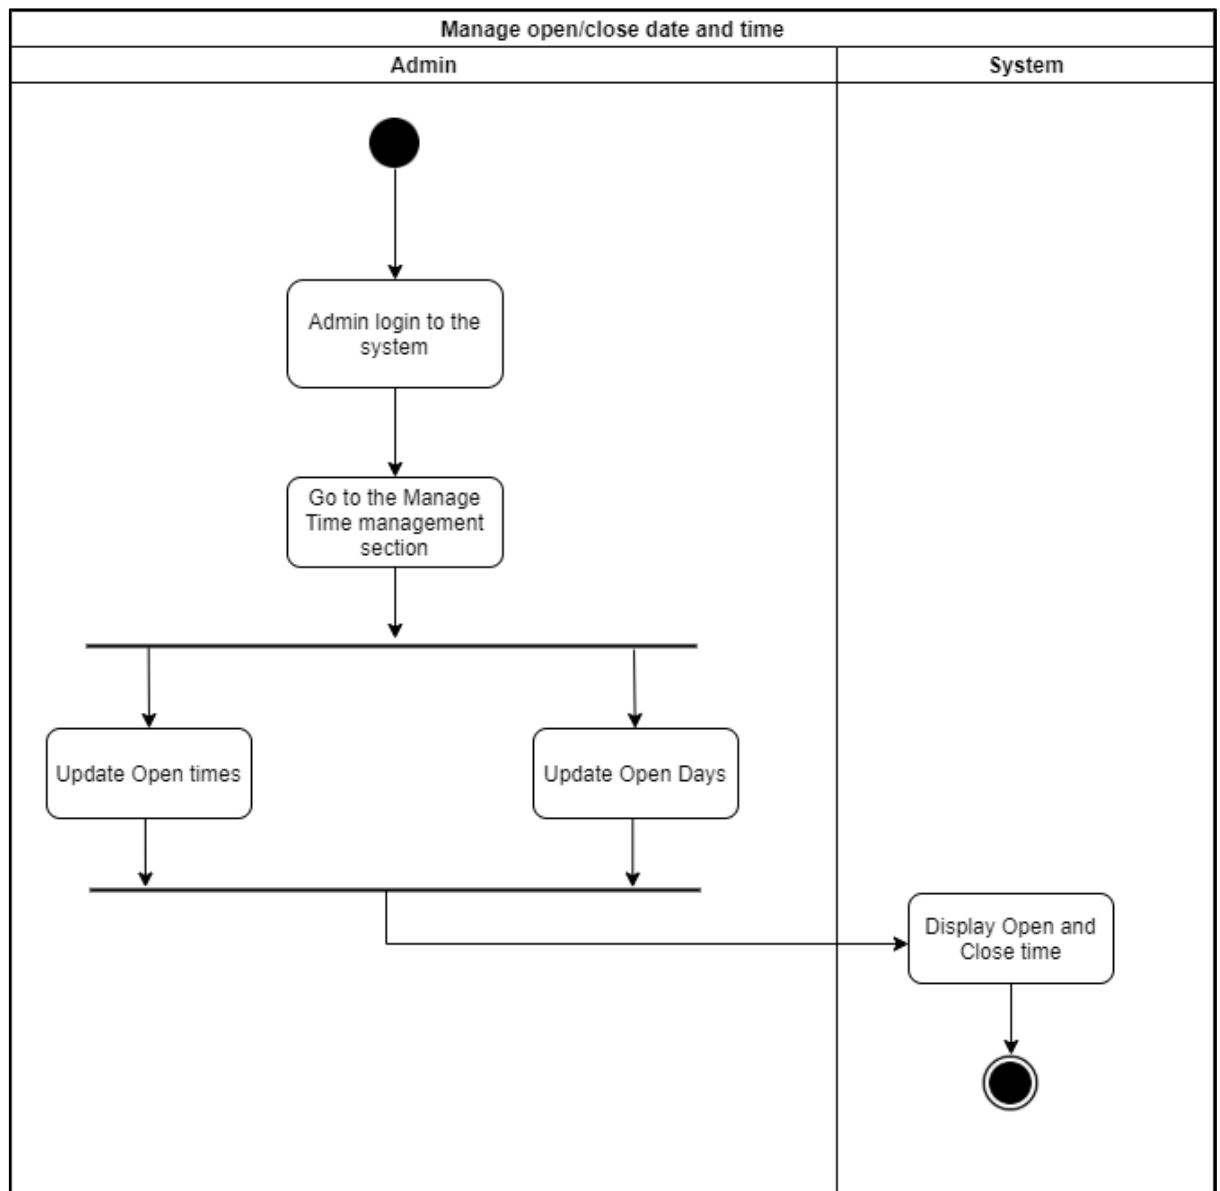 Manage open/close date and time
Admin
System
Admin login to the
system
Go to the Manage
Time management
section
Update Open times
Update Open Days
Display Open and
Close time